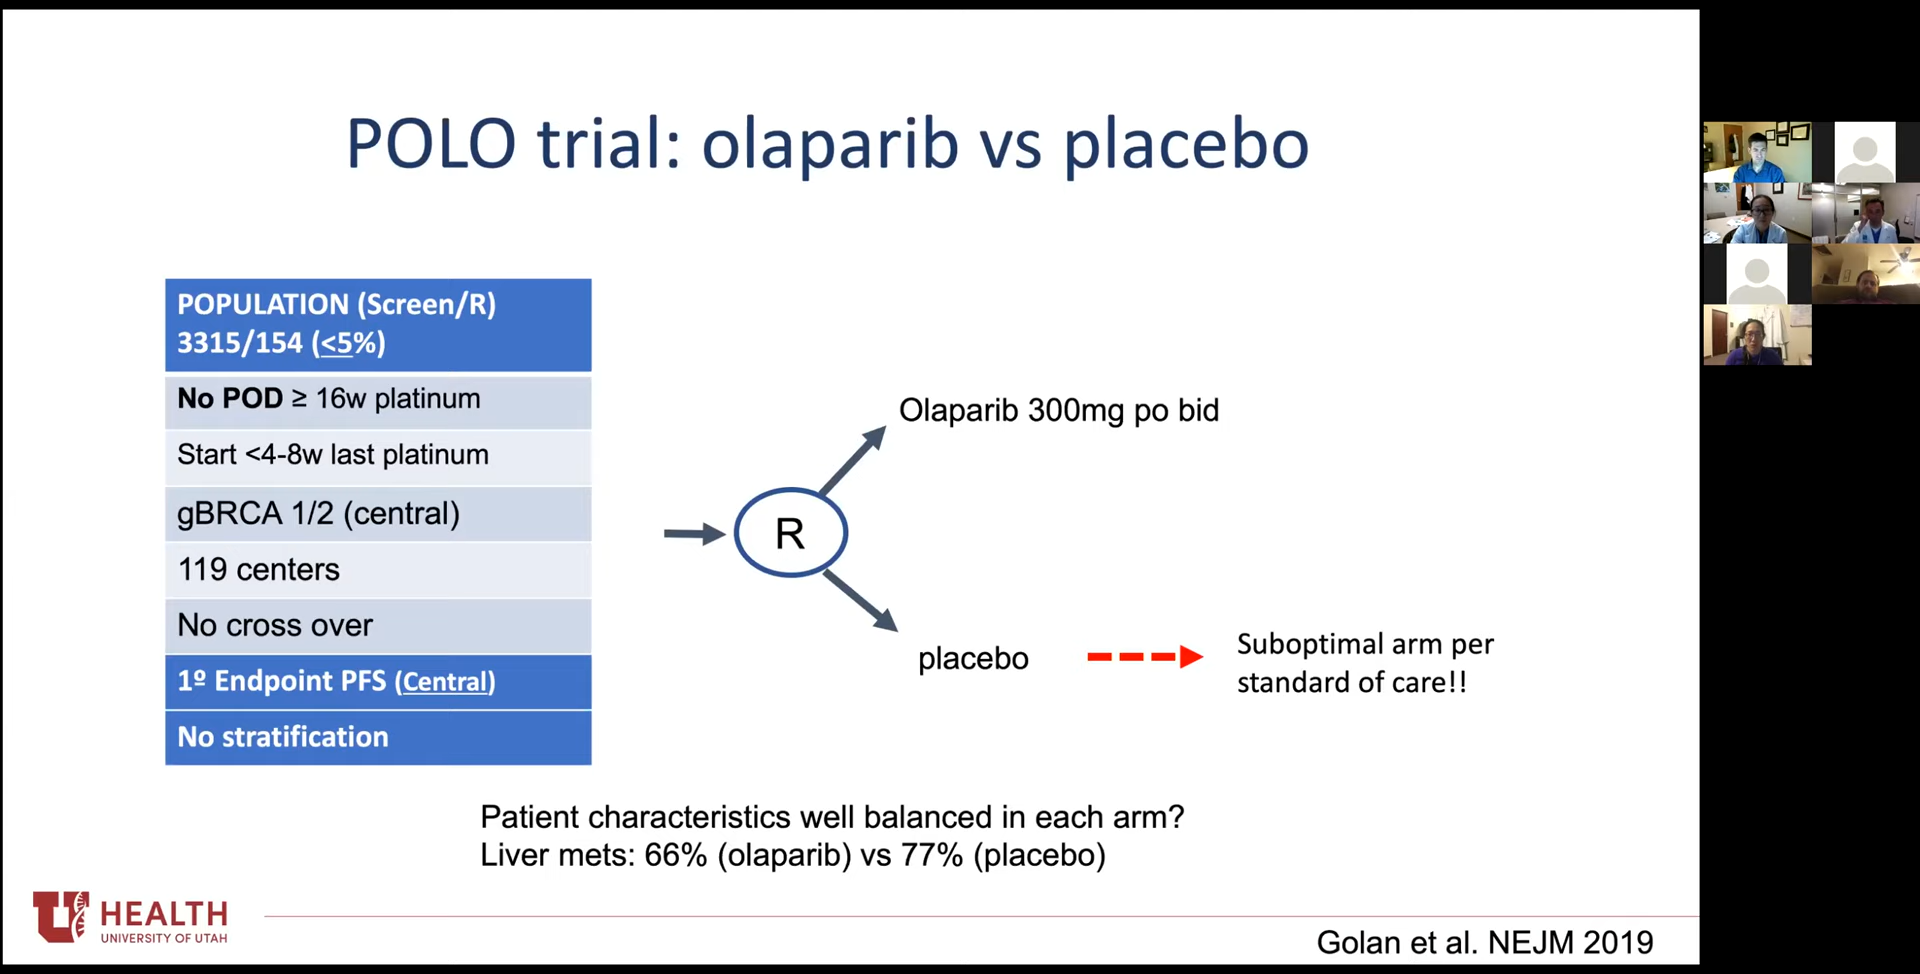 POLO trial: olaparib vs placebo
POPULATION (Screen/R)
3315/154 (<5%)
No POD ≥ 16w platinum
Start <4-8w last platinum
gBRCA 1/2 (central)
119 centers
No cross over
1º Endpoint PFS (Central)
No stratification
R
Olaparib 300mg po bid
placebo
Suboptimal arm per
standard of care!!
Patient characteristics well balanced in each arm?
Liver mets: 66% (olaparib) vs 77% (placebo)
U HEALTH
UNIVERSITY OF UTAH
Golan et al. NEJM 2019